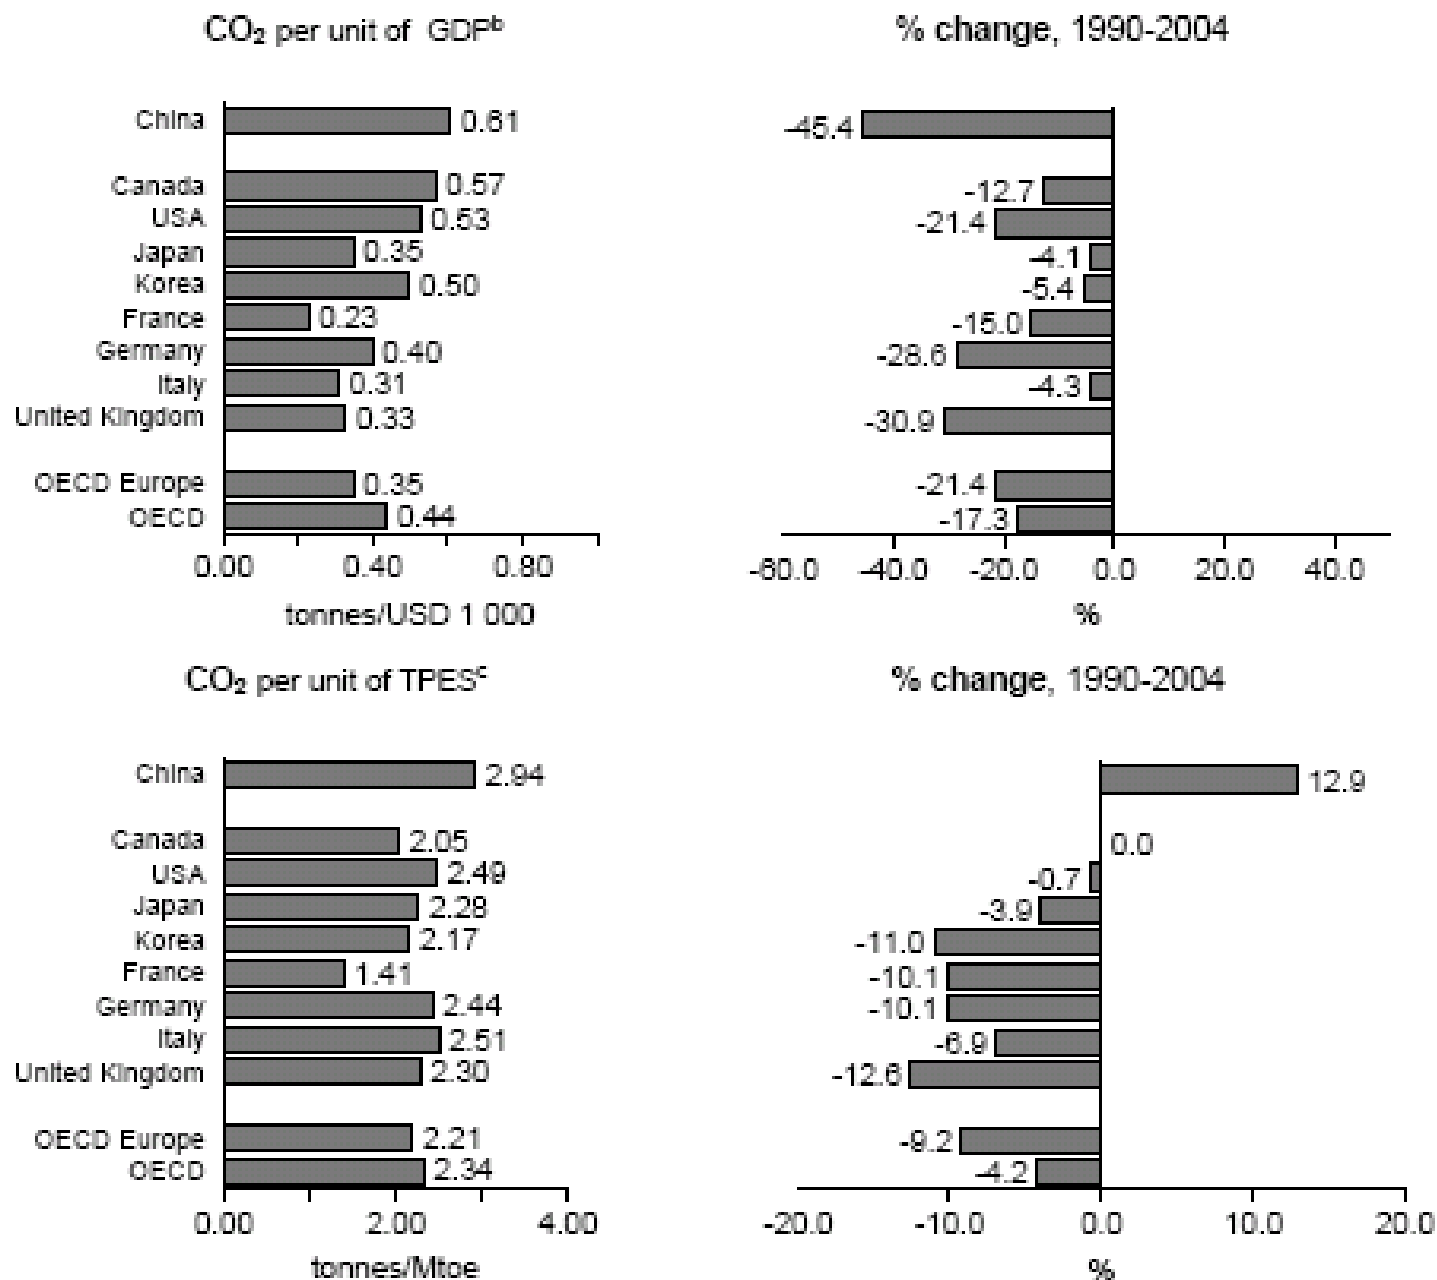 CO₂ per unit of GDPᵇ
% change, 1990-2004
China 0.61 -45.4
Canada 0.57 -12.7
USA 0.53 -21.4
Japan 0.35 -4.1
Korea 0.50 -5.4
France 0.23 -15.0
Germany 0.40 -28.6
Italy 0.31 -4.3
United Kingdom 0.33 -30.9
OECD Europe 0.35 -21.4
OECD 0.44 -17.3
0.00 0.40 0.80 -60.0 -40.0 -20.0 0.0 20.0 40.0
tonnes/USD 1 000 %
CO₂ per unit of TPESᶜ
% change, 1990-2004
China 2.94 12.9
Canada 2.05 0.0
USA 2.49 -0.7
Japan 2.28 -3.9
Korea 2.17 -11.0
France 1.41 -10.1
Germany 2.44 -10.1
Italy 2.51 -6.9
United Kingdom 2.30 -12.6
OECD Europe 2.21 -9.2
OECD 2.34 -4.2
0.00 2.00 4.00 -20.0 -10.0 0.0 10.0 20.0
tonnes/Mtoe %